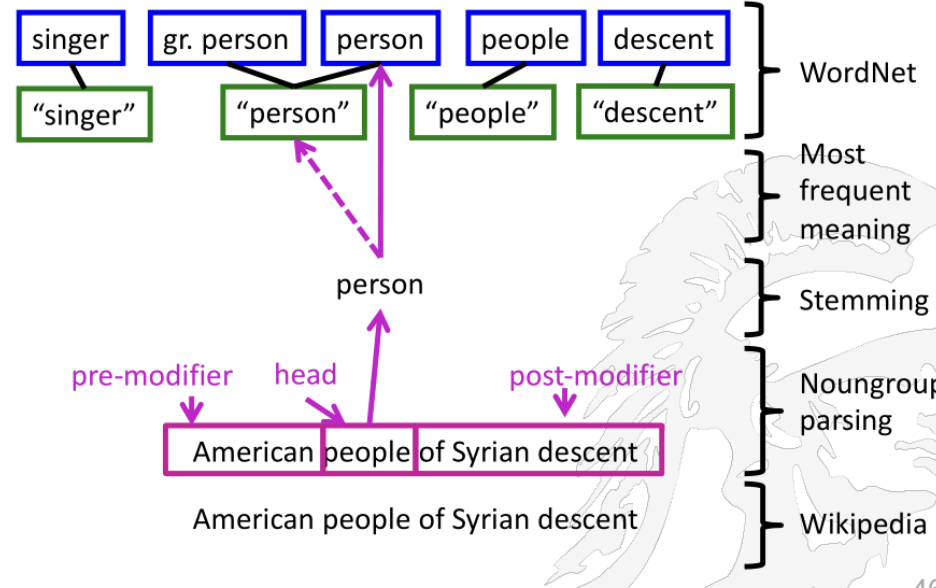 singer
gr. person
person
people
descent
WordNet
“singer”
“person”
“people”
“descent”
Most
frequent
meaning
person
Stemming
pre-modifier
head
post-modifier
Noungroup
parsing
American people of Syrian descent
American people of Syrian descent
Wikipedia